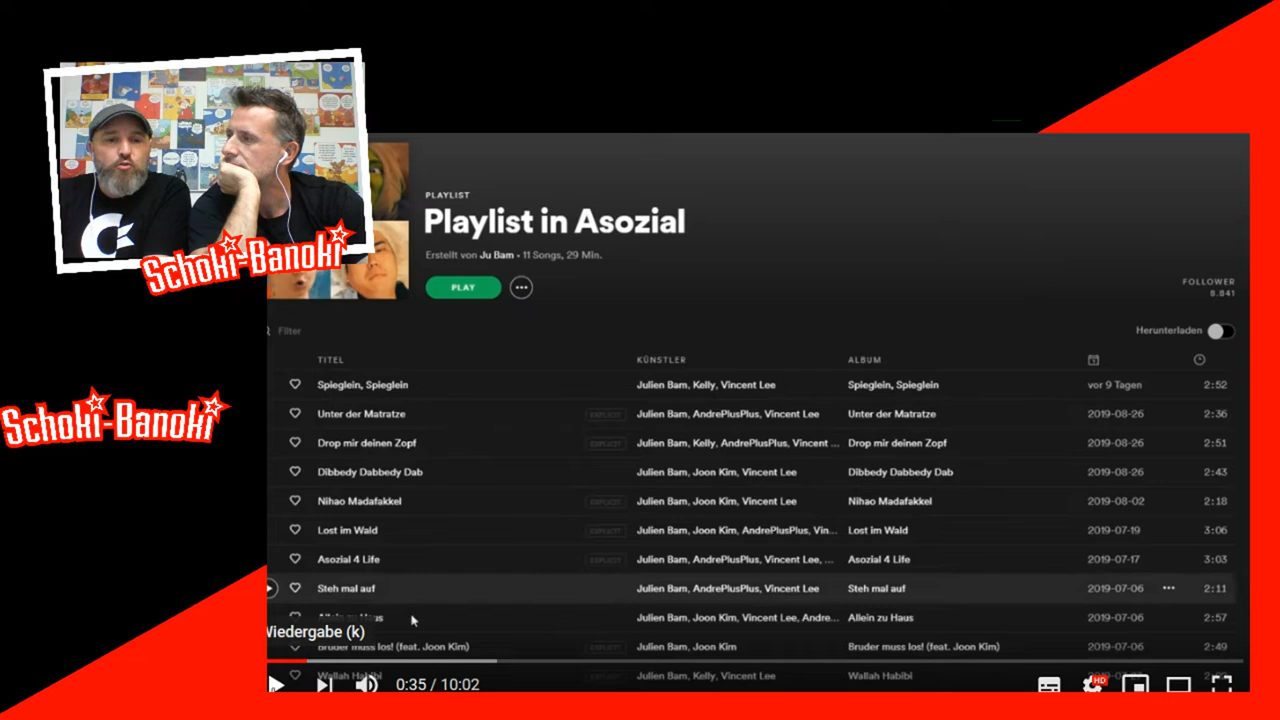 PLAYLIST
Playlist in Asozial
Erstellt von Ju Bam • 11 Songs, 29 Min.
PLAY
FOLLOWER
8.841
Schoki-Banoki
Filter
Herunterladen
TITEL KÜNSTLER ALBUM
Spieglein, Spieglein Julien Bam, Kelly, Vincent Lee Spieglein, Spieglein vor 9 Tagen 2:52
Unter der Matratze EXPLICIT Julien Bam, AndrePlusPlus, Vincent Lee Unter der Matratze 2019-08-26 2:36
Schoki-Banoki
Drop mir deinen Zopf EXPLICIT Julien Bam, Kelly, AndrePlusPlus, Vincent ... Drop mir deinen Zopf 2019-08-26 2:51
Dibbedy Dabbedy Dab Julien Bam, Joon Kim, Vincent Lee Dibbedy Dabbedy Dab 2019-08-26 2:43
Nihao Madafakkel EXPLICIT Julien Bam, Joon Kim, Vincent Lee Nihao Madafakkel 2019-08-02 2:18
Lost im Wald EXPLICIT Julien Bam, Joon Kim, AndrePlusPlus, Vin... Lost im Wald 2019-07-19 3:06
Asozial 4 Life EXPLICIT Julien Bam, AndrePlusPlus, Vincent Lee, ... Asozial 4 Life 2019-07-17 3:03
Steh mal auf Julien Bam, AndrePlusPlus, Vincent Lee Steh mal auf 2019-07-06 2:11
Allein zu Haus Julien Bam, Joon Kim, Vincent Lee, Andre... Allein zu Haus 2019-07-06 2:57
Wiedergabe (k)
Bruder muss los! (feat. Joon Kim) Julien Bam, Joon Kim Bruder muss los! (feat. Joon Kim) 2019-07-06 2:49
Wallah Habibi Julien Bam, Vincent Lee Wallah Habibi
0:35 / 10:02 HD